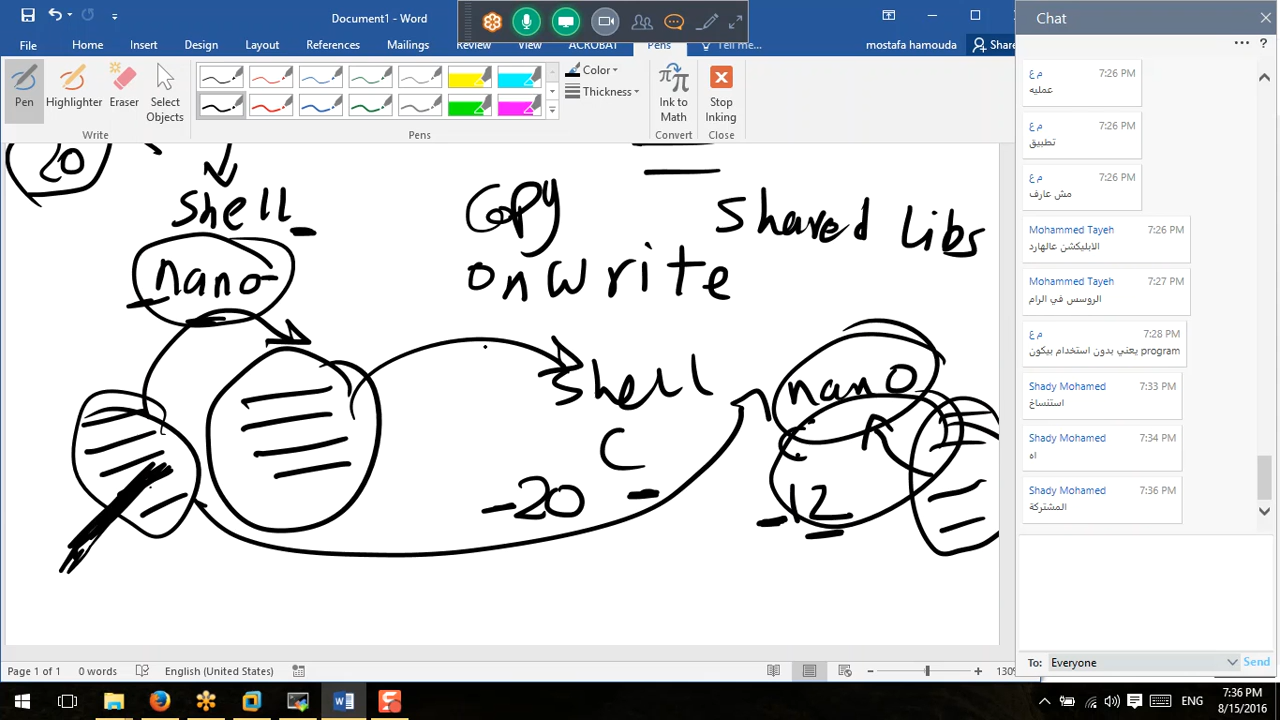 Document1 - Word
File Home Insert Design Layout References Mailings Review View ACROBAT Pens Tell me...
mostafa hamouda Share
Pen Highlighter Eraser Select Objects
Color
Thickness
Ink to Math
Stop Inking
Write Pens Convert Close
20
shell
nano
Copy
onwrite
Shared Libs
shell
nano
C
-20
12
Page 1 of 1 0 words English (United States) 130%
Chat
م ع 7:26 PM
عمليه
م ع 7:26 PM
تطبيق
م ع 7:26 PM
مش عارف
Mohammed Tayeh 7:26 PM
الابليكشن عالهارد
Mohammed Tayeh 7:27 PM
الروسس في الرام
م ع 7:28 PM
program يعني بدون استخدام بيكون
Shady Mohamed 7:33 PM
استنساخ
Shady Mohamed 7:34 PM
اه
Shady Mohamed 7:36 PM
المشتركة
To: Everyone Send
ENG
7:36 PM
8/15/2016